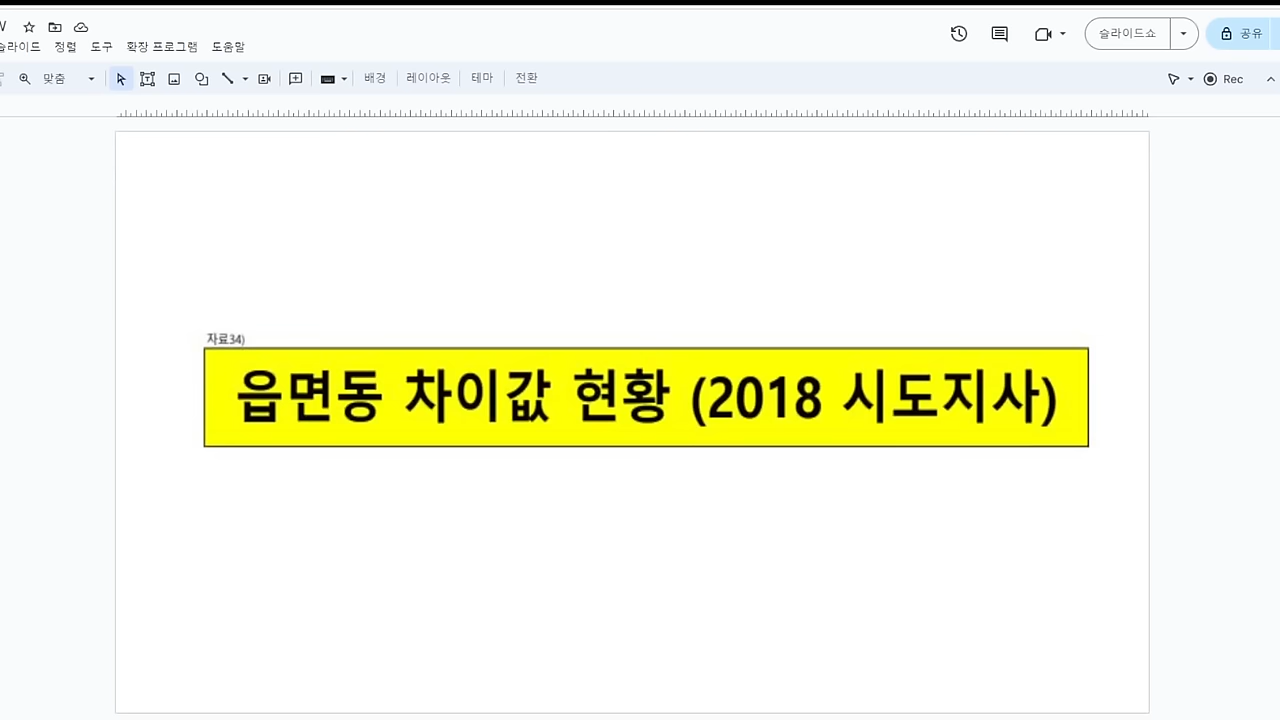 슬라이드쇼
공유
슬라이드 정렬 도구 확장 프로그램 도움말
맞춤 배경 레이아웃 테마 전환 Rec
자료34)
읍면동 차이값 현황 (2018 시도지사)